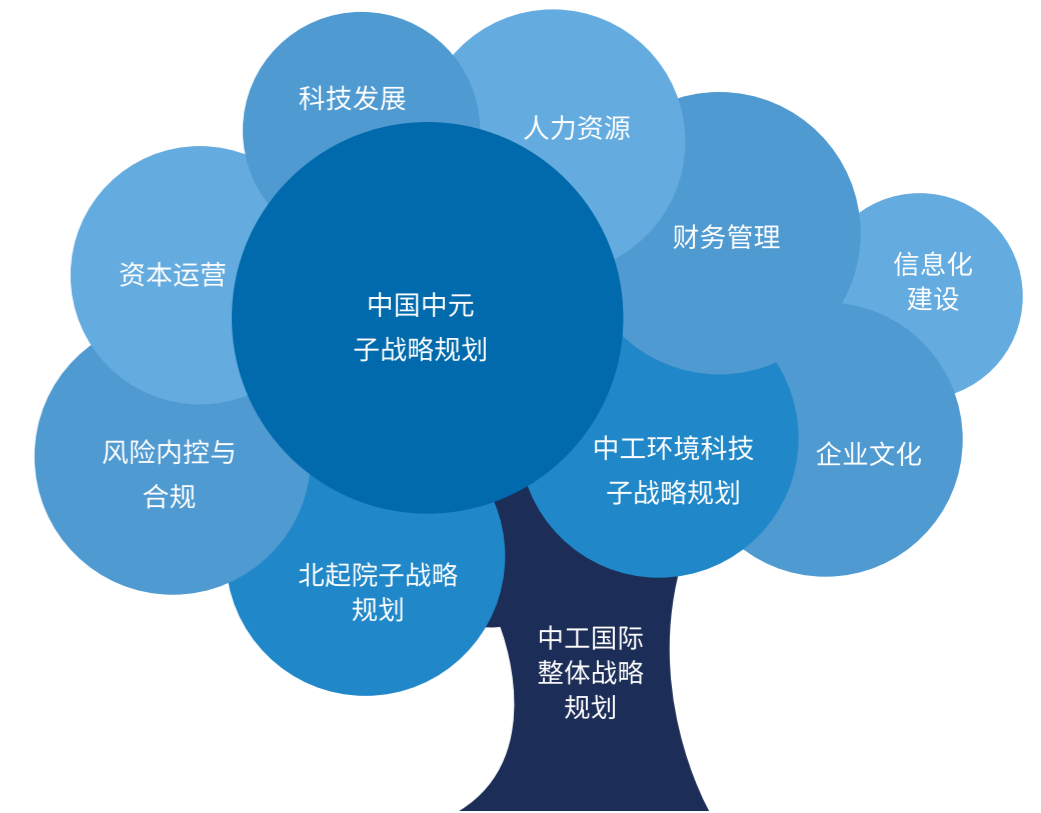 科技发展
人力资源
财务管理
信息化
建设
资本运营
中国中元
子战略规划
风险内控与
合规
中工环境科技
子战略规划
企业文化
北起院子战略
规划
中工国际
整体战略
规划